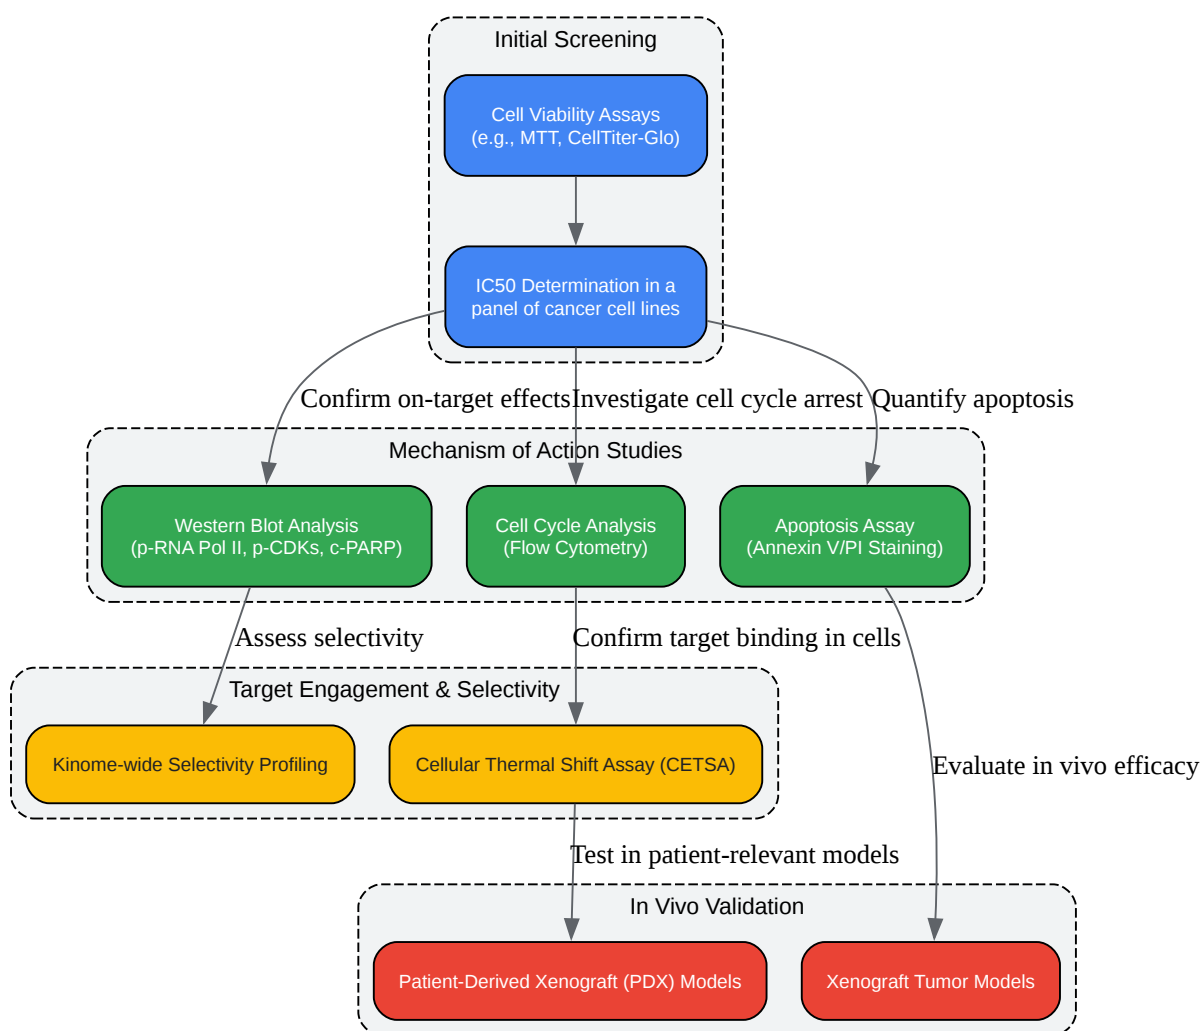 Initial Screening
Cell Viability Assays
(e.g., MTT, CellTiter-Glo)
IC50 Determination in a
panel of cancer cell lines
Confirm on-target effects
Investigate cell cycle arrest
Quantify apoptosis
Mechanism of Action Studies
Western Blot Analysis
(p-RNA Pol II, p-CDKs, c-PARP)
Cell Cycle Analysis
(Flow Cytometry)
Apoptosis Assay
(Annexin V/PI Staining)
Assess selectivity
Confirm target binding in cells
Target Engagement & Selectivity
Kinome-wide Selectivity Profiling
Cellular Thermal Shift Assay (CETSA)
Evaluate in vivo efficacy
Test in patient-relevant models
In Vivo Validation
Patient-Derived Xenograft (PDX) Models
Xenograft Tumor Models